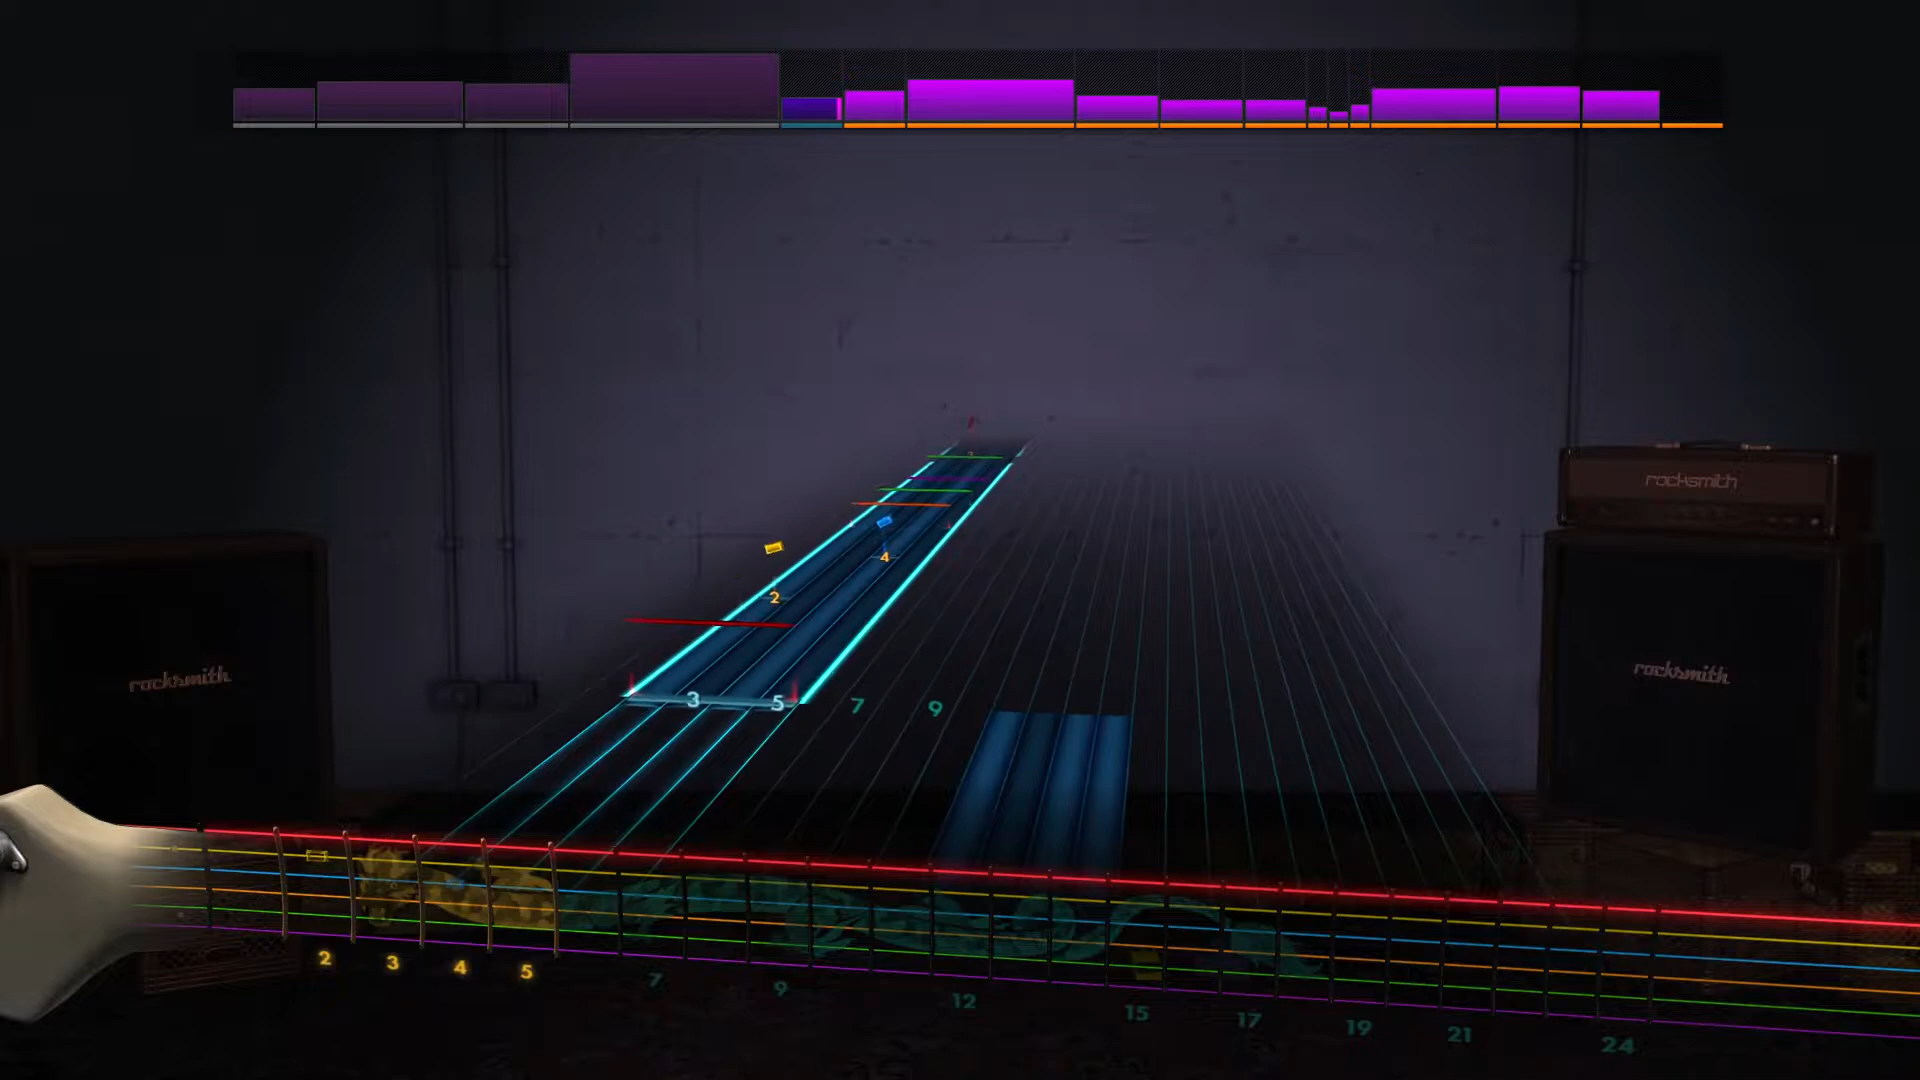 rocksmith
4
2
rocksmith
rocksmith
3 5 7 9
2 3 4 5 7 9 12 15 17 19 21 24